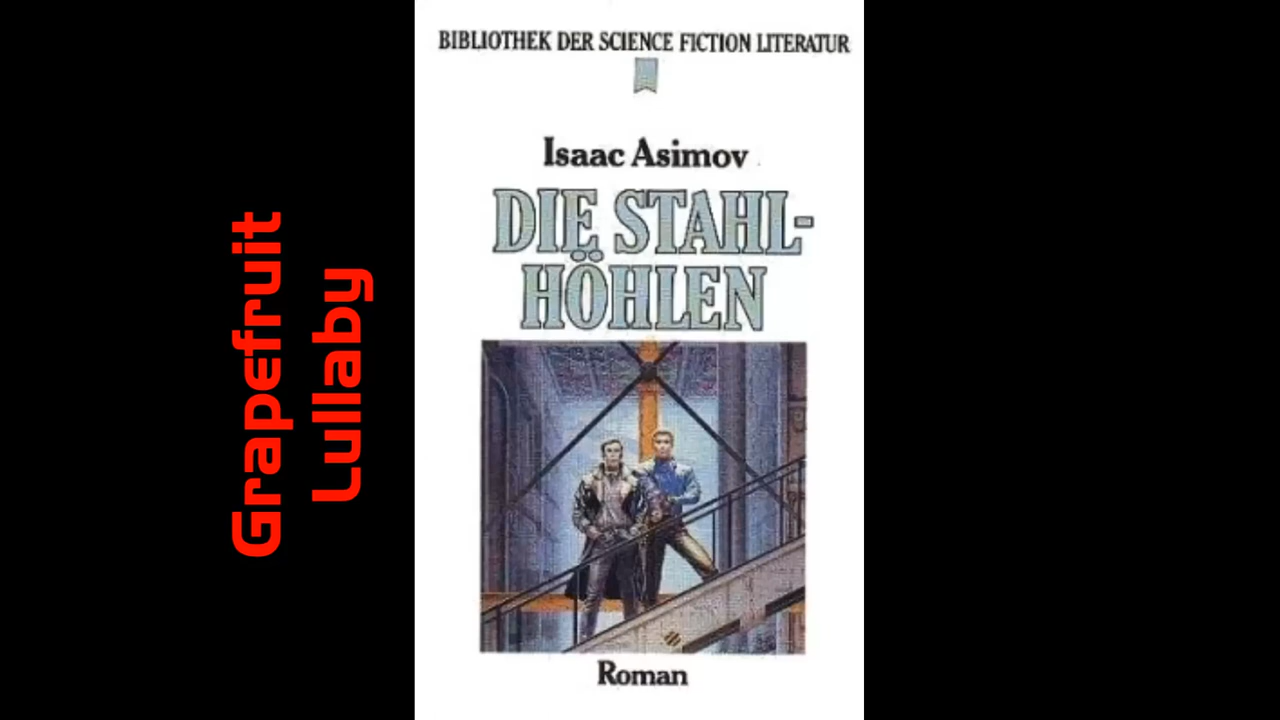 Grapefruit
Lullaby
BIBLIOTHEK DER SCIENCE FICTION LITERATUR
Isaac Asimov
DIE STAHL-
HÖHLEN
Roman